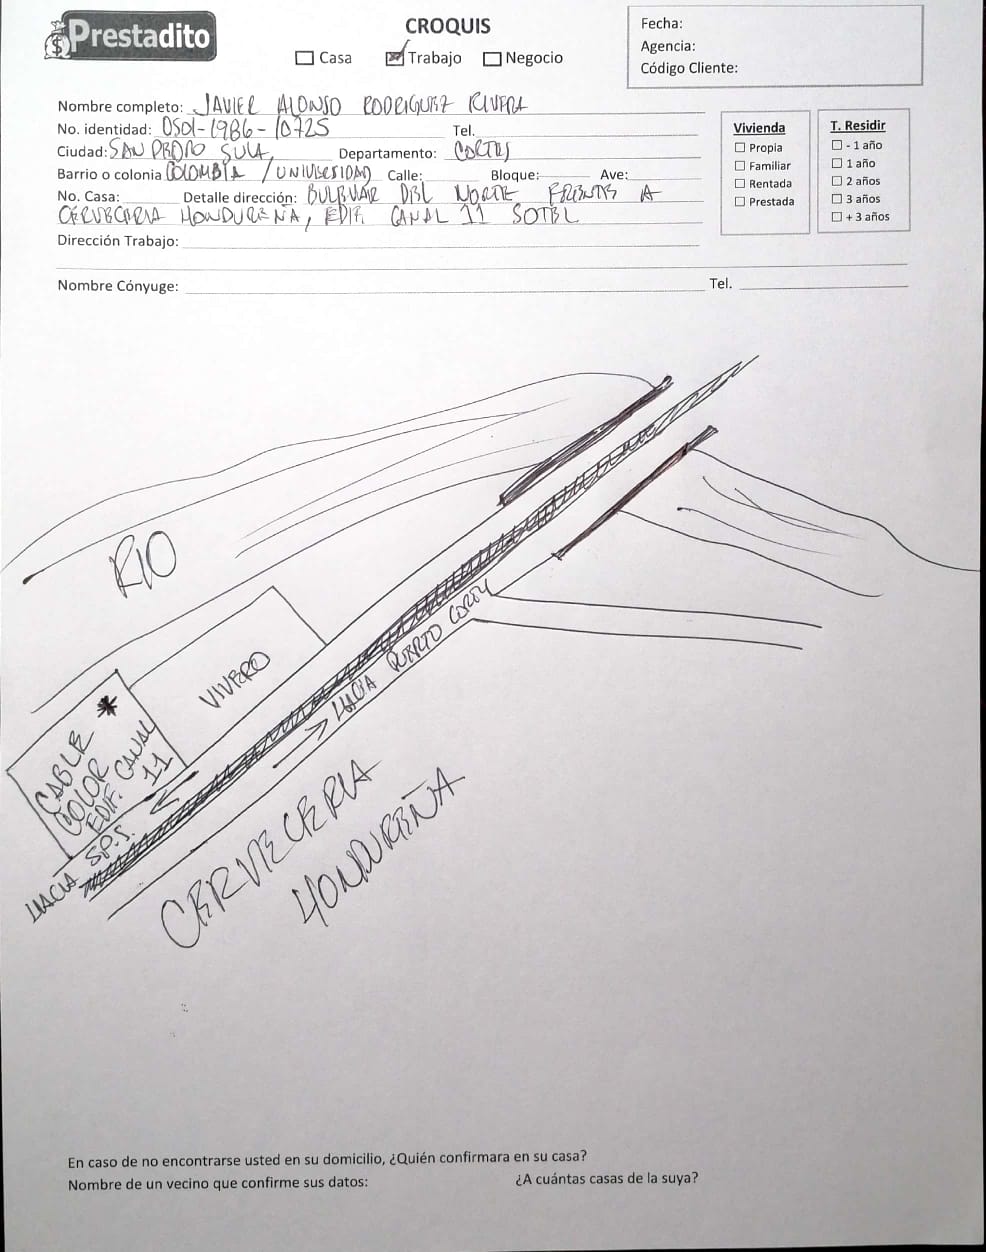 Prestadito
CROQUIS
Casa Trabajo Negocio
Fecha:
Agencia:
Código Cliente:
Nombre completo: JAVIER ALONSO RODRIGUEZ RIVERA
No. identidad: 0501-1986-10725 Tel.
Ciudad: SAN PEDRO SULA, Departamento: CORTES
Barrio o colonia COLOMBIA / UNIVERSIDAD Calle: Bloque: Ave:
No. Casa: Detalle dirección: BULEVAR DEL NORTE FRENTE A
CERVECERIA HONDUREÑA, EDIF. CANAL 11 SOTEL
Dirección Trabajo:
Nombre Cónyuge: Tel.
Vivienda
Propia
Familiar
Rentada
Prestada
T. Residir
- 1 año
1 año
2 años
3 años
+ 3 años
RIO
VIVERO
CABLE
COLOR
EDIF. CANAL
11
HACIA S.P.S.
HACIA PUERTO CORTES
CERVECERIA
HONDUREÑA
En caso de no encontrarse usted en su domicilio, ¿Quién confirmara en su casa?
Nombre de un vecino que confirme sus datos: ¿A cuántas casas de la suya?